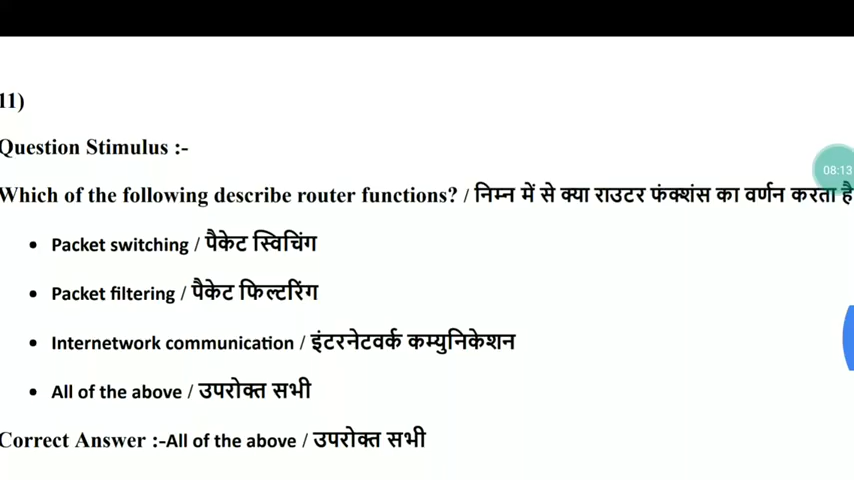 11)
Question Stimulus :-
08:13
Which of the following describe router functions? / निम्न में से क्या राउटर फंक्शंस का वर्णन करता है
• Packet switching / पैकेट स्विचिंग
• Packet filtering / पैकेट फिल्टरिंग
• Internetwork communication / इंटरनेटवर्क कम्युनिकेशन
• All of the above / उपरोक्त सभी
Correct Answer :-All of the above / उपरोक्त सभी